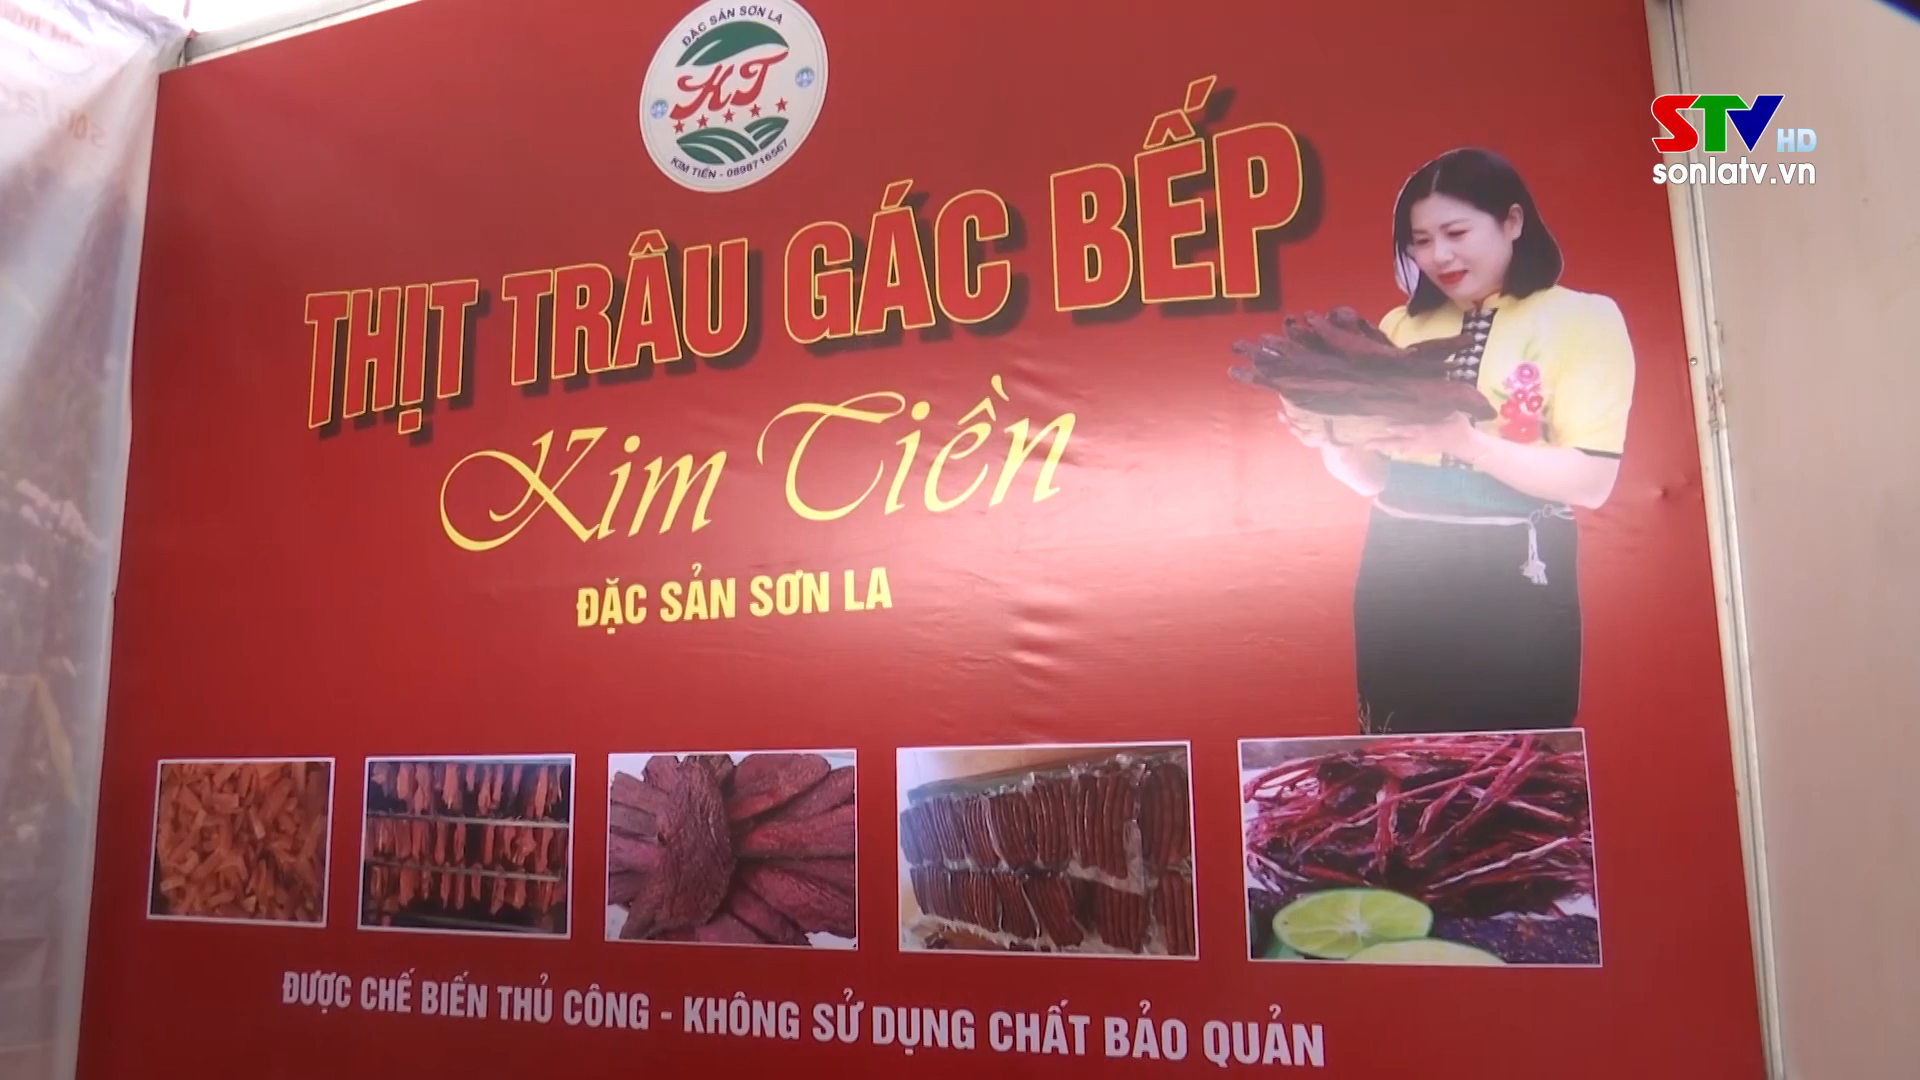 ĐẶC SẢN SƠN LA
KT
KIM TIỀN - 0898716567
STV HD
sonlatv.vn
THỊT TRÂU GÁC BẾP
Kim Tiền
ĐẶC SẢN SƠN LA
ĐƯỢC CHẾ BIẾN THỦ CÔNG - KHÔNG SỬ DỤNG CHẤT BẢO QUẢN